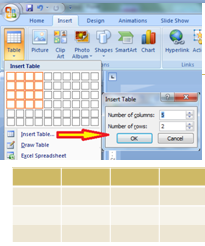 Home Insert Design Animations Slide Show
Table Picture Clip Art Photo Album Shapes SmartArt Chart Hyperlink
Insert Table
Insert Table...
Draw Table
Excel Spreadsheet
Insert Table
Number of columns: 5
Number of rows: 2
OK Cancel